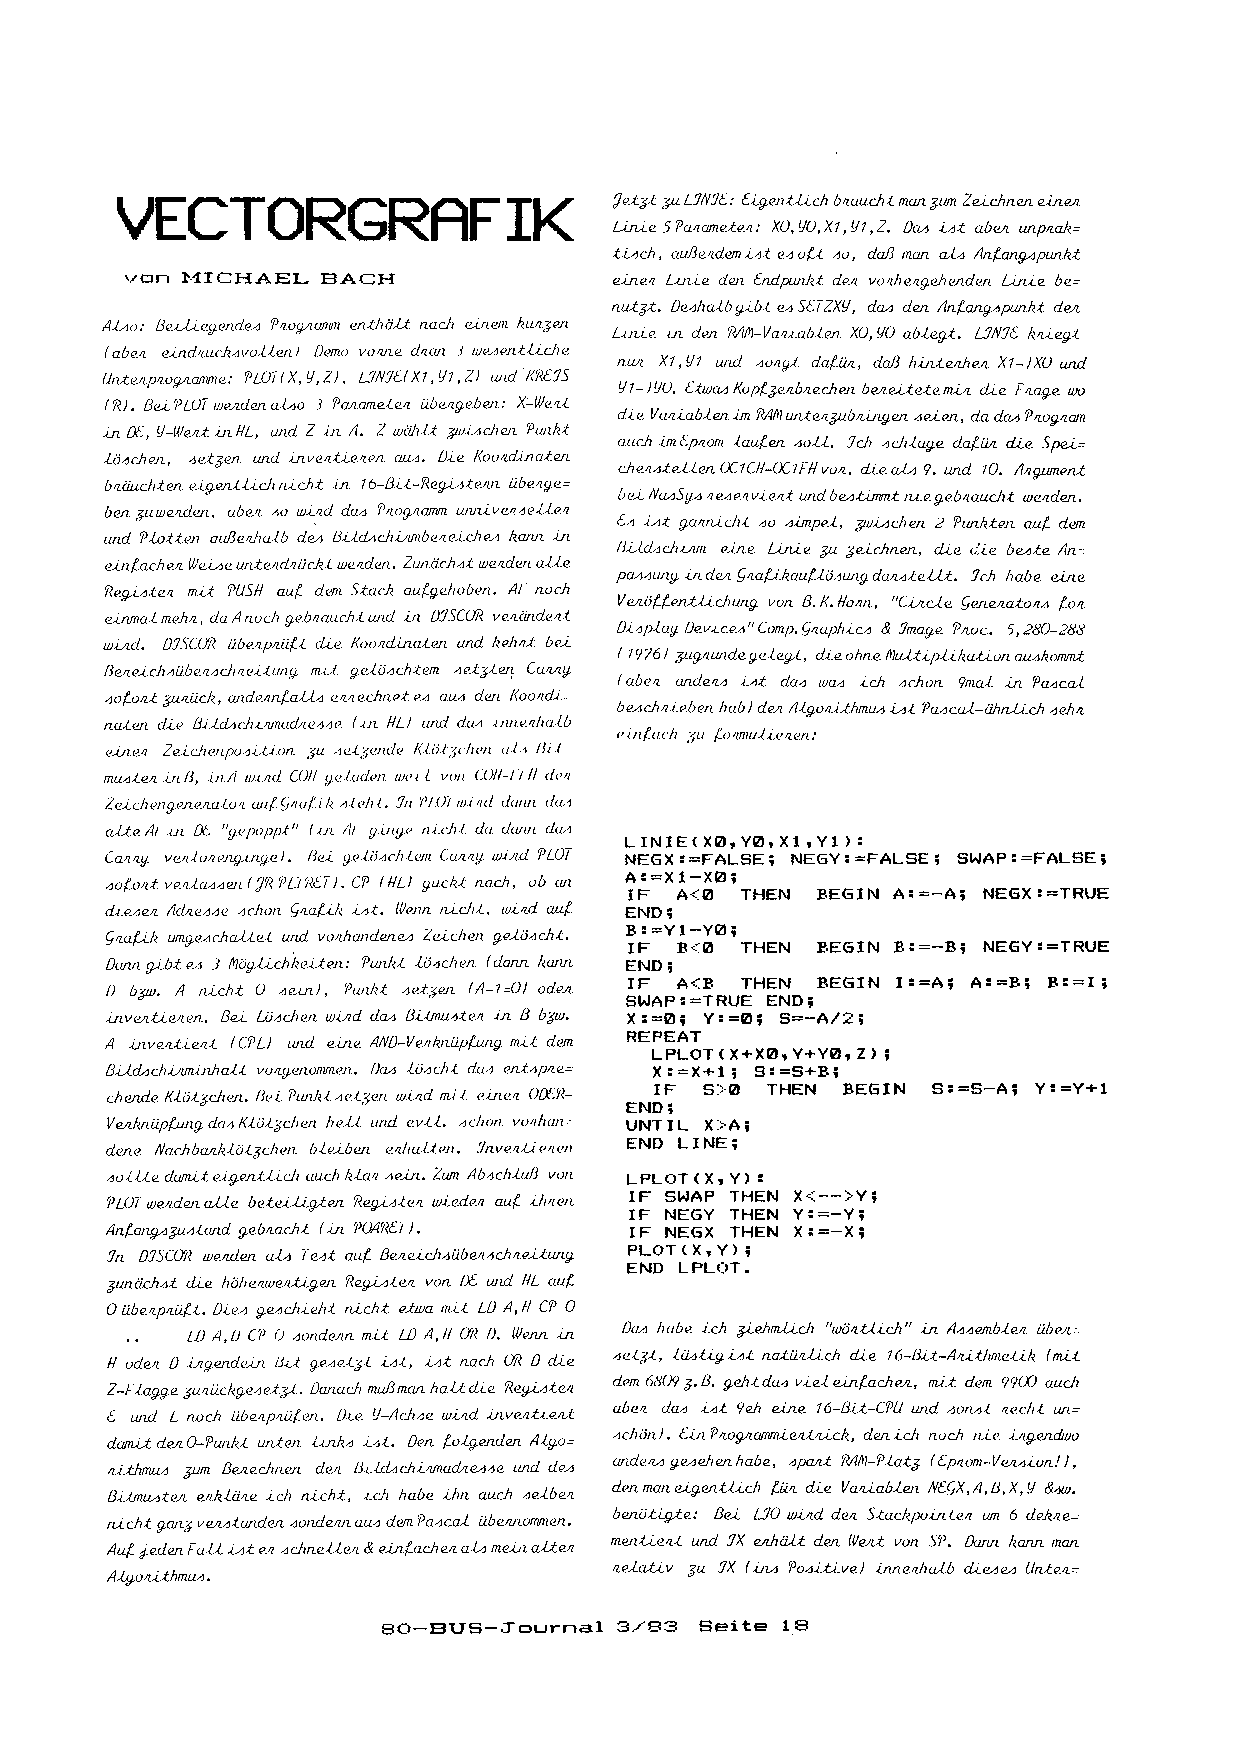 VECTORGRAFIK
von MICHAEL BACH
Also: Beiliegendes Programm enthält nach einem kurzen
(aber eindrucksvollen) Demo vorne dran 3 wesentliche
Unterprogramme: PLOT(X,Y,Z), LINIE(X1,Y1,Z) und KREIS
(R). Bei PLOT werden also 3 Parameter übergeben: X-Wert
in DE, Y-Wert in HL, und Z in A. Z wählt zwischen Punkt
löschen, setzen und invertieren aus. Die Koordinaten
bräuchten eigentlich nicht in 16-Bit-Registern überge=
ben zu werden, aber so wird das Programm universeller
und Plotten außerhalb des Bildschirmbereiches kann in
einfacher Weise unterdrückt werden. Zunächst werden alle
Register mit PUSH auf dem Stack aufgehoben. AF noch
einmal mehr, da A noch gebraucht und in DISCOR verändert
wird. DISCOR überprüft die Koordinaten und kehrt bei
Bereichsüberschreitung mit gelöschtem setzten Carry
sofort zurück, andernfalls errechnet es aus den Koordi-
naten die Bildschirmadresse (in HL) und das innerhalb
einer Zeichenposition zu setzende Klötzchen als Bit
muster in B, in A wird COH geladen weil von COH-FFH der
Zeichengenerator auf Grafik steht. In PLOT wird dann das
alte AF in DE "gepoppt" (in AF ginge nicht da dann das
Carry verlorenginge). Bei gelöschtem Carry wird PLOT
sofort verlassen (JR PLTRET). CP (HL) guckt nach, ob an
dieser Adresse schon Grafik ist. Wenn nicht, wird auf
Grafik umgeschaltet und vorhandenes Zeichen gelöscht.
Dann gibt es 3 Möglichkeiten: Punkt löschen (dann kann
D bzw. A nicht 0 sein), Punkt setzen (A-1=0) oder
invertieren. Bei Löschen wird das Bitmuster in B bzw.
A invertiert (CPL) und eine AND-Verknüpfung mit dem
Bildschirminhalt vorgenommen. Das löscht das entspre=
chende Klötzchen. Bei Punkt setzen wird mit einer ODER-
Verknüpfung das Klötzchen hell und evtl. schon vorhan-
dene Nachbarklötzchen bleiben erhalten. Invertieren
sollte damit eigentlich auch klar sein. Zum Abschluß von
PLOT werden alle beteiligten Register wieder auf ihren
Anfangszustand gebracht (in POARET).
In DISCOR werden als Test auf Bereichsüberschreitung
zunächst die höherwertigen Register von DE und HL auf
0 überprüft. Dies geschieht nicht etwa mit LD A,H CP 0
.. LD A,D CP 0 sondern mit LD A,H OR D. Wenn in
H oder D irgendein Bit gesetzt ist, ist nach OR D die
Z-Flagge zurückgesetzt. Danach muß man halt die Register
E und L noch überprüfen. Die Y-Achse wird invertiert
damit der 0-Punkt unten links ist. Den folgenden Algo=
rithmus zum Berechnen der Bildschirmadresse und des
Bitmuster erkläre ich nicht, ich habe ihn auch selber
nicht ganz verstanden sondern aus dem Pascal übernommen.
Auf jeden Fall ist er schneller & einfacher als mein alter
Algorithmus.
Jetzt zu LINIE: Eigentlich braucht man zum Zeichnen einer
Linie 5 Parameter: X0,Y0,X1,Y1,Z. Das ist aber unprak=
tisch, außerdem ist es oft so, daß man als Anfangspunkt
einer Linie den Endpunkt der vorhergehenden Linie be=
nutzt. Deshalb gibt es SETZXY, das den Anfangspunkt der
Linie in den RAM-Variablen X0,Y0 ablegt. LINIE kriegt
nur X1,Y1 und sorgt dafür, daß hinterher X1-)X0 und
Y1-)Y0. Etwas Kopfzerbrechen bereitete mir die Frage wo
die Variablen im RAM unterzubringen seien, da das Program
auch im Eprom laufen soll. Ich schlage dafür die Spei=
cherstellen 0C1CH-0C1FH vor, die als 9. und 10. Argument
bei NasSys reserviert und bestimmt nie gebraucht werden.
Es ist garnicht so simpel, zwischen 2 Punkten auf dem
Bildschirm eine Linie zu zeichnen, die die beste An-
passung in der Grafikauflösung darstellt. Ich habe eine
Veröffentlichung von B.K.Horn, "Circle Generators for
Display Devices" Comp.Graphics & Image Proc. 5,280-288
(1976) zugrunde gelegt, die ohne Multiplikation auskommt
(aber anders ist das was ich schon 9mal in Pascal
beschrieben hab) der Algorithmus ist Pascal-ähnlich sehr
einfach zu formulieren:
LINIE(X0,Y0,X1,Y1):
NEGX:=FALSE; NEGY:=FALSE; SWAP:=FALSE;
A:=X1-X0;
IF A<0 THEN BEGIN A:=-A; NEGX:=TRUE
END;
B:=Y1-Y0;
IF B<0 THEN BEGIN B:=-B; NEGY:=TRUE
END;
IF A<B THEN BEGIN I:=A; A:=B; B:=I;
SWAP:=TRUE END;
X:=0; Y:=0; S=-A/2;
REPEAT
LPLOT(X+X0,Y+Y0,Z);
X:=X+1; S:=S+B;
IF S>0 THEN BEGIN S:=S-A; Y:=Y+1
END;
UNTIL X>A;
END LINE;
LPLOT(X,Y):
IF SWAP THEN X<-->Y;
IF NEGY THEN Y:=-Y;
IF NEGX THEN X:=-X;
PLOT(X,Y);
END LPLOT.
Das habe ich ziehmlich "wörtlich" in Assembler über-
setzt, lästig ist natürlich die 16-Bit-Arithmetik (mit
dem 6809 z.B. geht das viel einfacher, mit dem 9900 auch
aber das ist 9eh eine 16-Bit-CPU und sonst recht un=
schön). Ein Programmiertrick, den ich noch nie irgendwo
anders gesehen habe, spart RAM-Platz (Eprom-Version!),
den man eigentlich für die Variablen NEGX,A,B,X,Y &sw.
benötigte: Bei LIO wird der Stackpointer um 6 dekre-
mentiert und IX erhält den Wert von SP. Dann kann man
relativ zu IX (ins Positive) innerhalb dieses Unter=
80-BUS-Journal 3/83 Seite 18